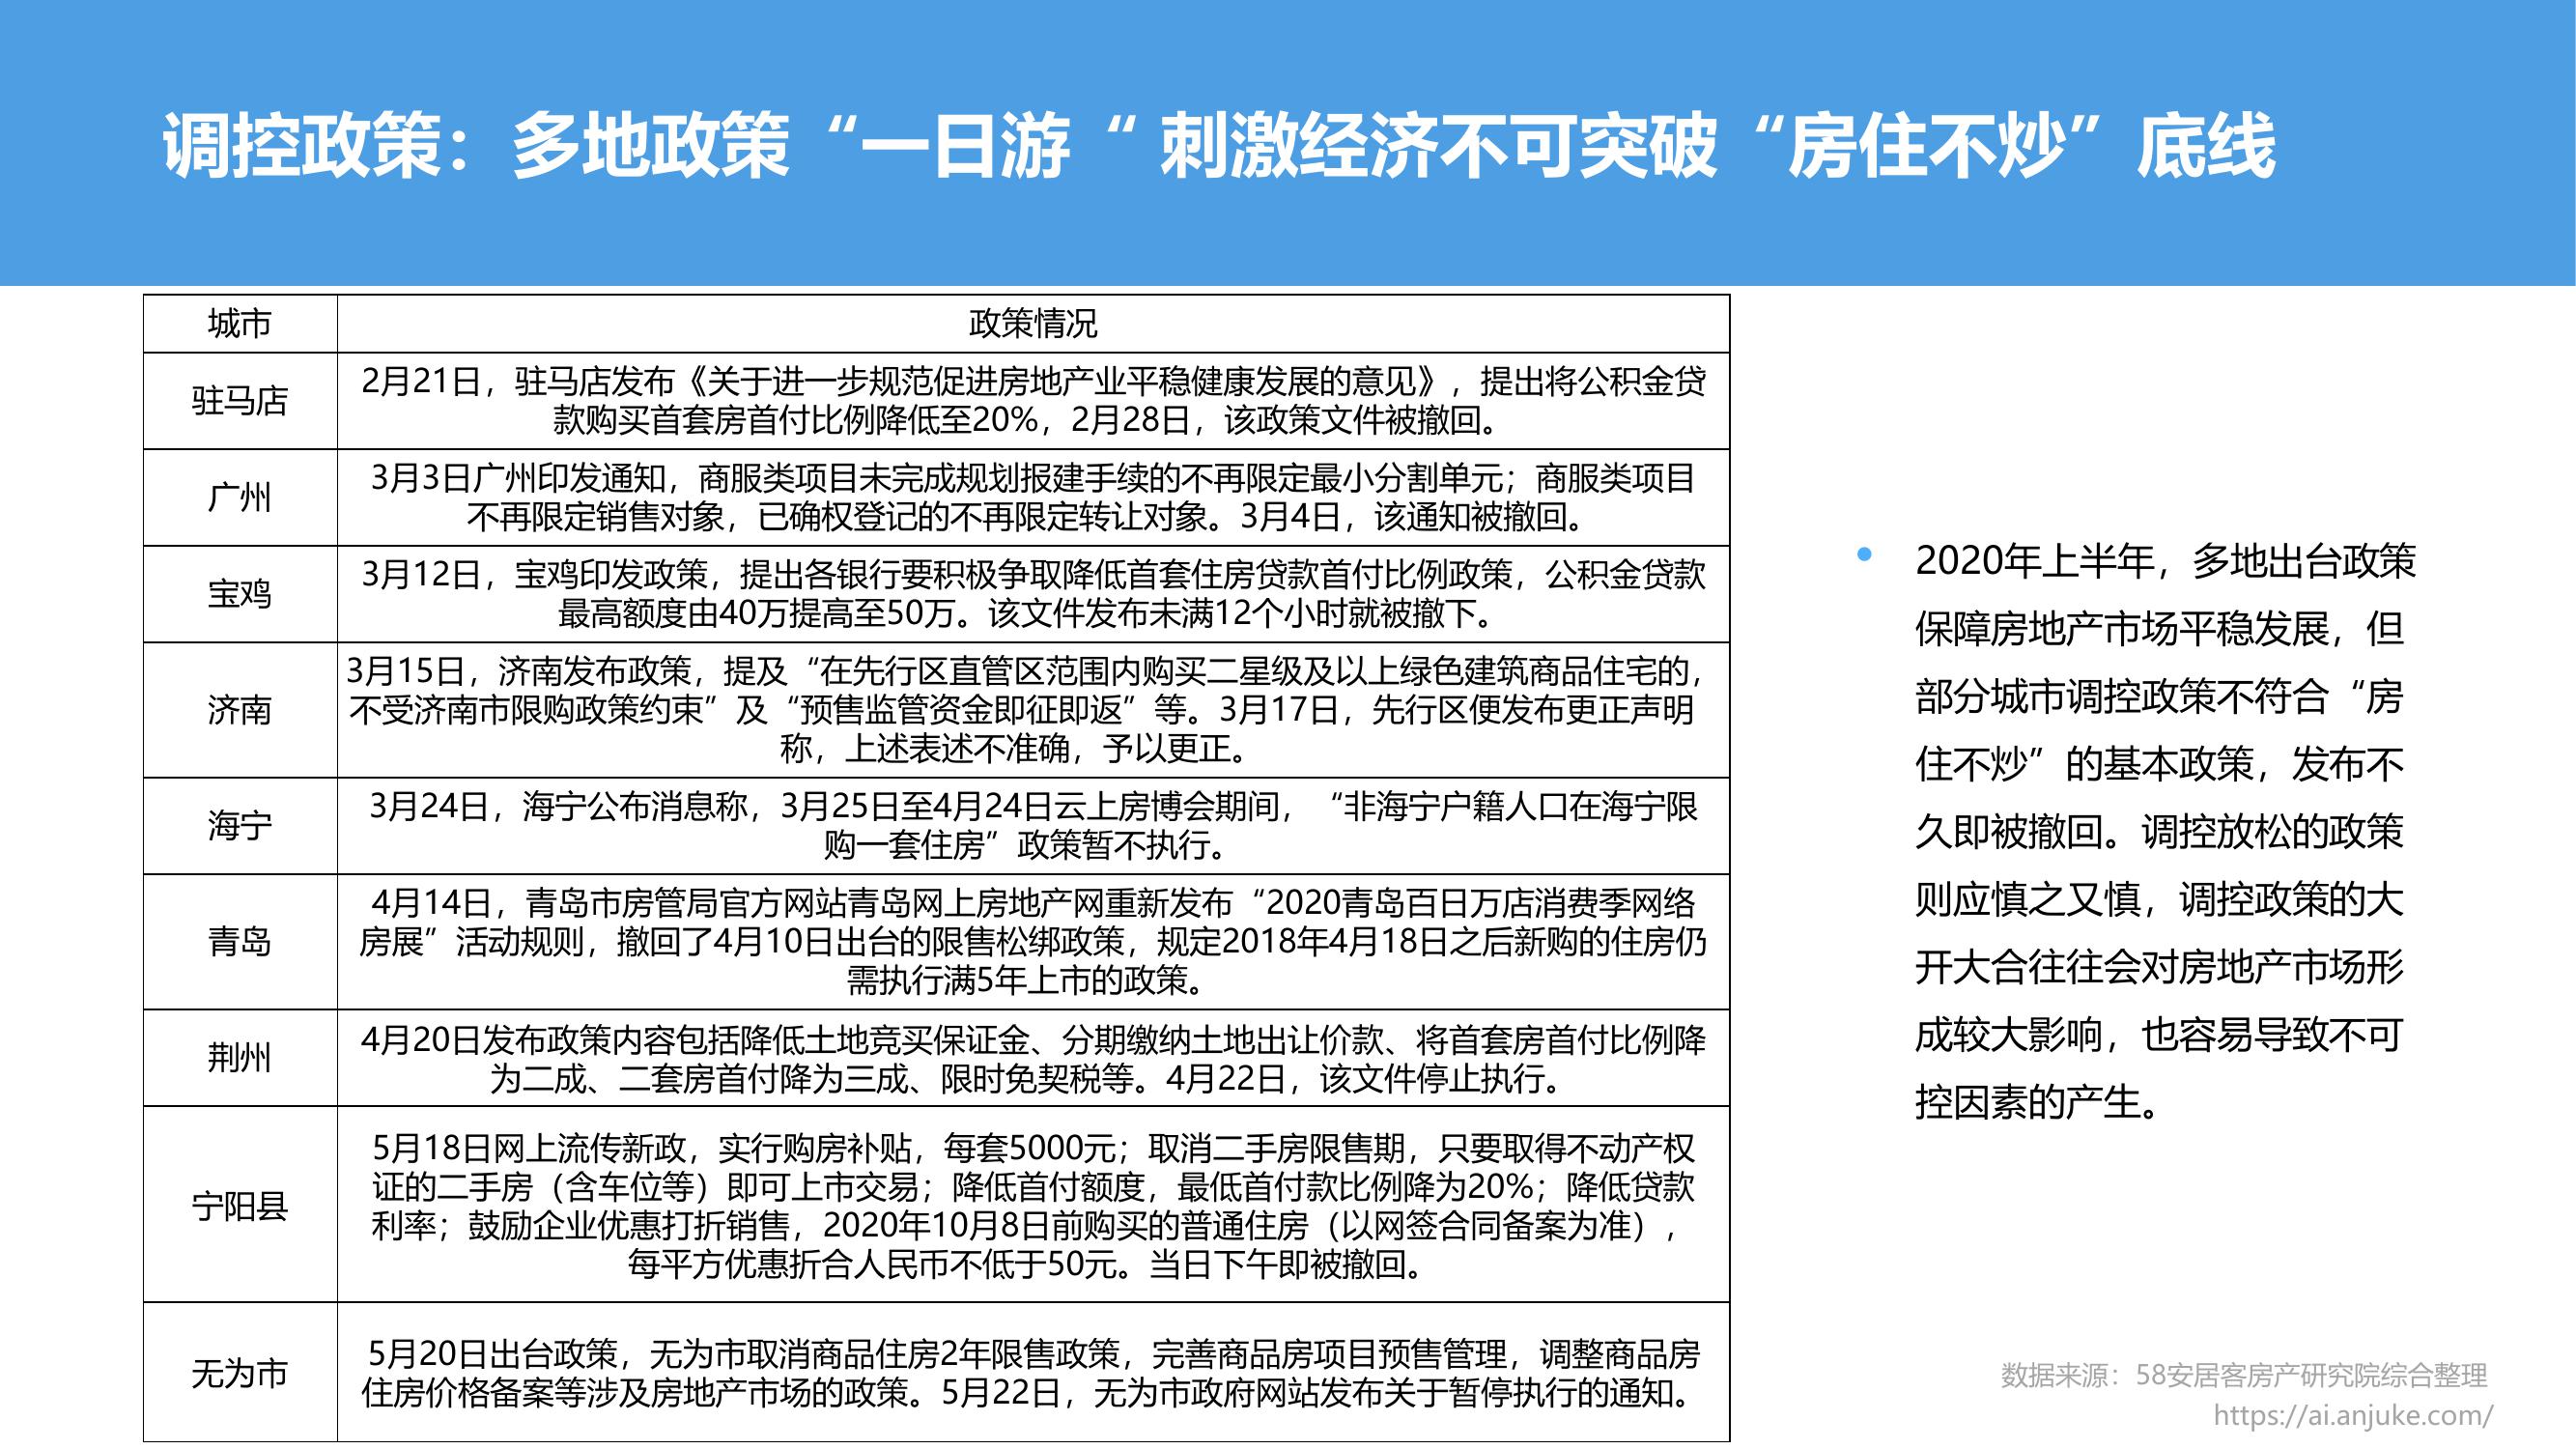 调控政策：多地政策“一日游“ 刺激经济不可突破“房住不炒”底线
城市
政策情况
驻马店
2月21日，驻马店发布《关于进一步规范促进房地产业平稳健康发展的意见》，提出将公积金贷
款购买首套房首付比例降低至20%，2月28日，该政策文件被撤回。
广州
3月3日广州印发通知，商服类项目未完成规划报建手续的不再限定最小分割单元；商服类项目
不再限定销售对象，已确权登记的不再限定转让对象。3月4日，该通知被撤回。
宝鸡
3月12日，宝鸡印发政策，提出各银行要积极争取降低首套住房贷款首付比例政策，公积金贷款
最高额度由40万提高至50万。该文件发布未满12个小时就被撤下。
济南
3月15日，济南发布政策，提及“在先行区直管区范围内购买二星级及以上绿色建筑商品住宅的，
不受济南市限购政策约束”及“预售监管资金即征即返”等。3月17日，先行区便发布更正声明
称，上述表述不准确，予以更正。
海宁
3月24日，海宁公布消息称，3月25日至4月24日云上房博会期间，“非海宁户籍人口在海宁限
购一套住房”政策暂不执行。
青岛
4月14日，青岛市房管局官方网站青岛网上房地产网重新发布“2020青岛百日万店消费季网络
房展”活动规则，撤回了4月10日出台的限售松绑政策，规定2018年4月18日之后新购的住房仍
需执行满5年上市的政策。
荆州
4月20日发布政策内容包括降低土地竞买保证金、分期缴纳土地出让价款、将首套房首付比例降
为二成、二套房首付降为三成、限时免契税等。4月22日，该文件停止执行。
宁阳县
5月18日网上流传新政，实行购房补贴，每套5000元；取消二手房限售期，只要取得不动产权
证的二手房（含车位等）即可上市交易；降低首付额度，最低首付款比例降为20%；降低贷款
利率；鼓励企业优惠打折销售，2020年10月8日前购买的普通住房（以网签合同备案为准），
每平方优惠折合人民币不低于50元。当日下午即被撤回。
无为市
5月20日出台政策，无为市取消商品住房2年限售政策，完善商品房项目预售管理，调整商品房
住房价格备案等涉及房地产市场的政策。5月22日，无为市政府网站发布关于暂停执行的通知。
2020年上半年，多地出台政策
保障房地产市场平稳发展，但
部分城市调控政策不符合“房
住不炒”的基本政策，发布不
久即被撤回。调控放松的政策
则应慎之又慎，调控政策的大
开大合往往会对房地产市场形
成较大影响，也容易导致不可
控因素的产生。
数据来源：58安居客房产研究院综合整理
https://ai.anjuke.com/